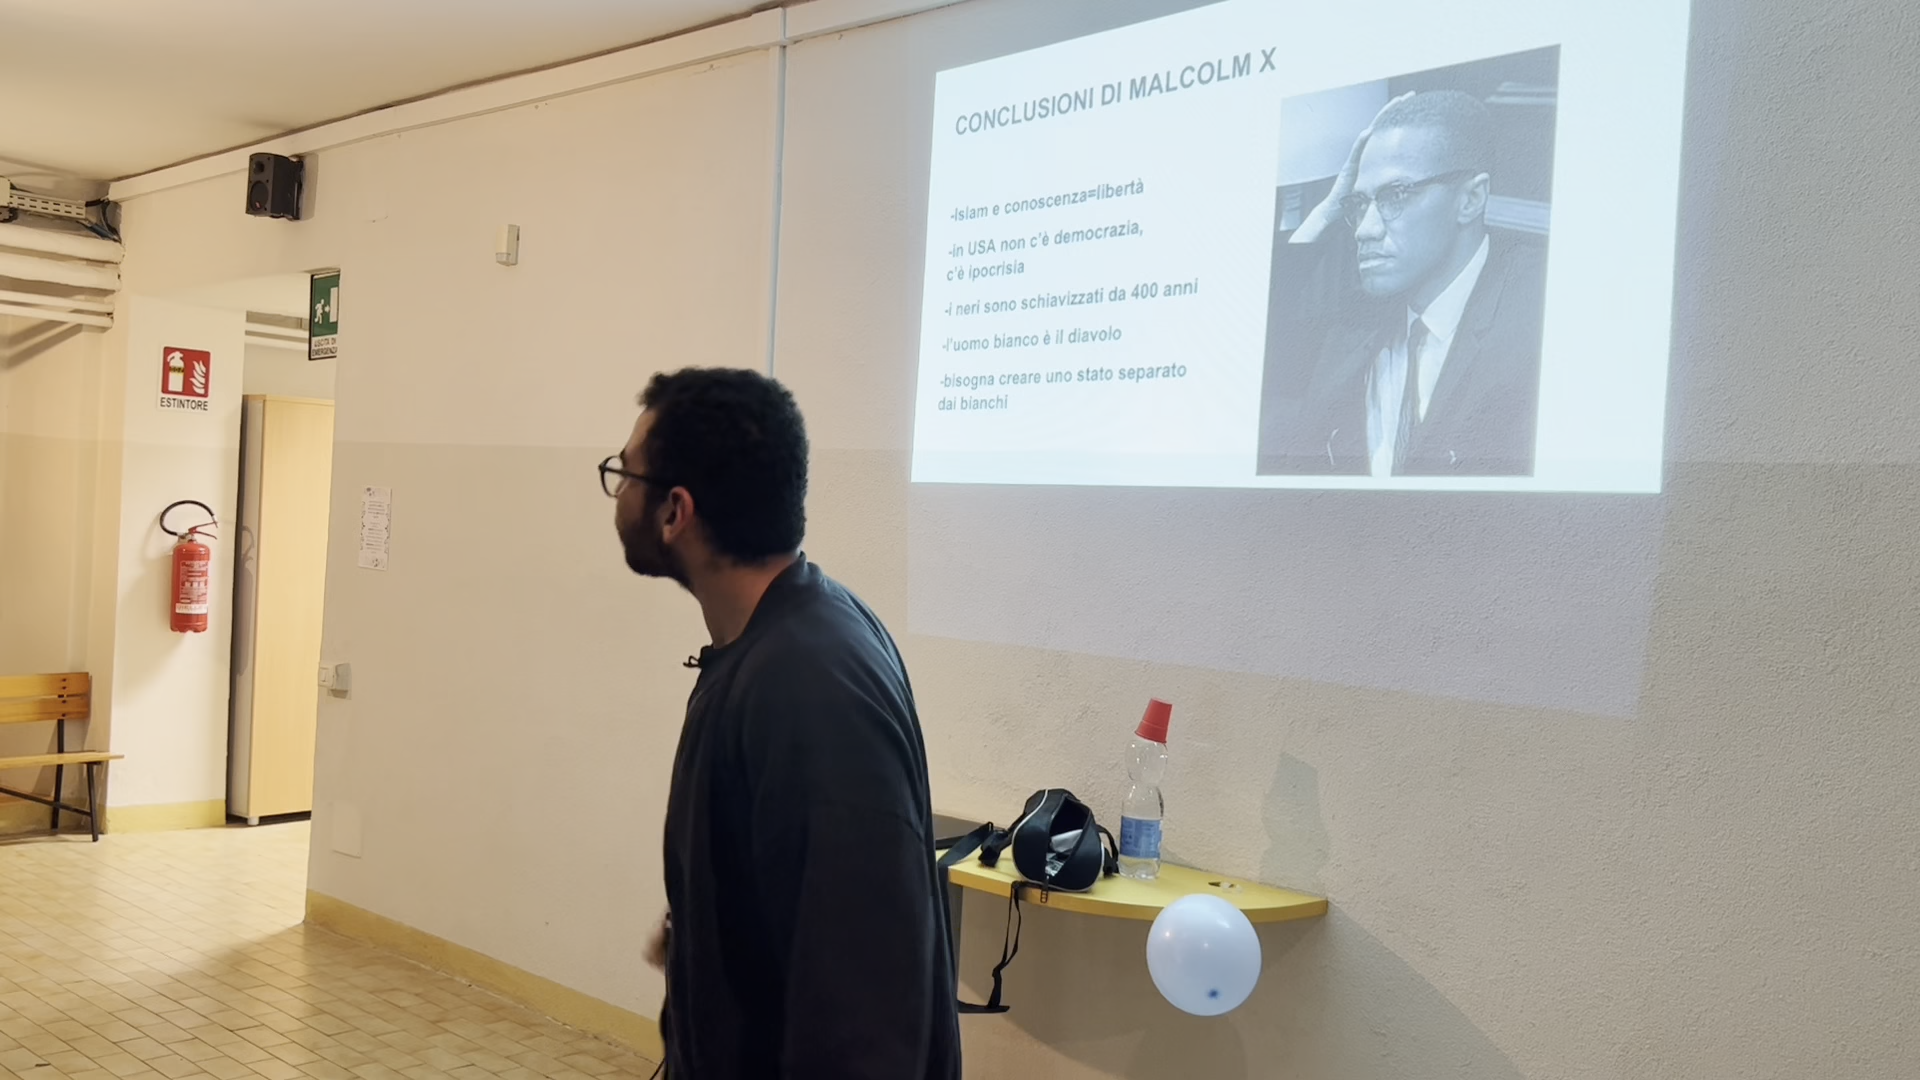 CONCLUSIONI DI MALCOLM X
-Islam e conoscenza=libertà
-in USA non c'è democrazia,
c'è ipocrisia
-i neri sono schiavizzati da 400 anni
-l'uomo bianco è il diavolo
-bisogna creare uno stato separato
dai bianchi
USCITA DI
EMERGENZA
ESTINTORE